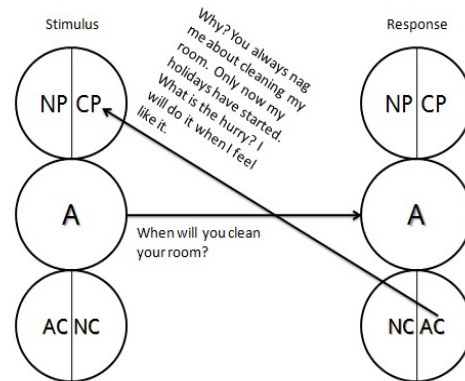 Stimulus
Response
Why? You always nag
me about cleaning my
room. Only now my
holidays have started.
What is the hurry? I
will do it when I feel
like it.
NP CP
NP CP
A
A
When will you clean
your room?
AC NC
NC AC